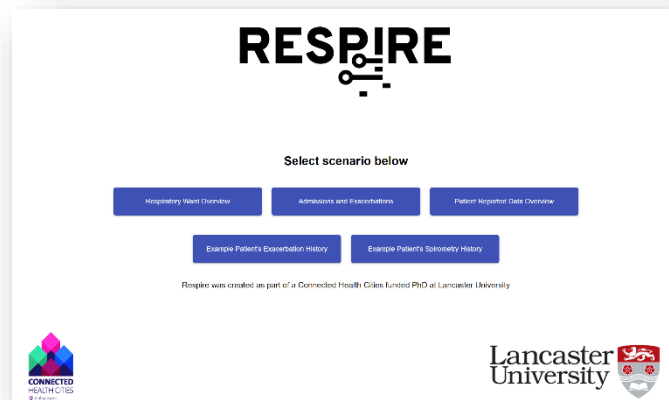 RESPIRE
Select scenario below
Respiratory Ward Overview
Admissions and Exacerbations
Patient Reported Data Overview
Example Patient's Exacerbation History
Example Patient's Spirometry History
Respire was created as part of a Connected Health Cities funded PhD at Lancaster University
CONNECTED
HEALTH CITIES
Lancaster
University